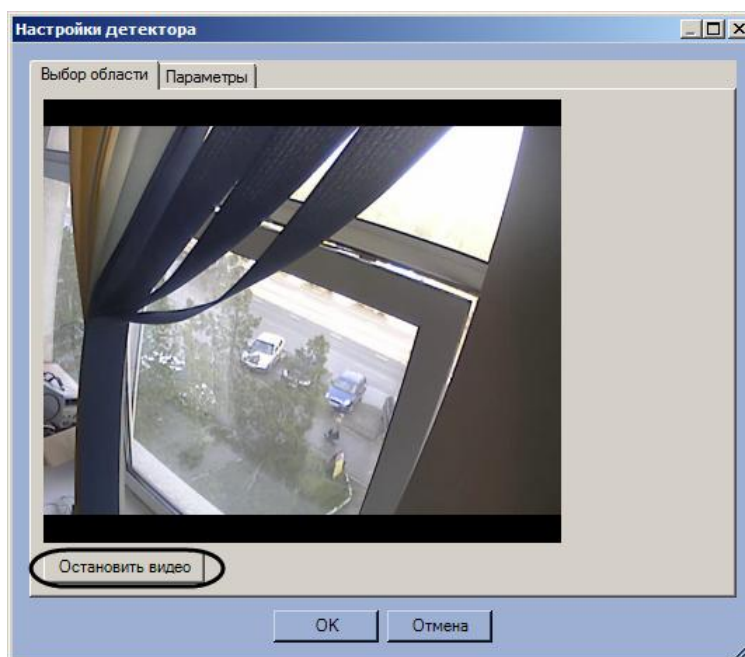 Настройки детектора
Выбор области Параметры
Остановить видео
OK Отмена